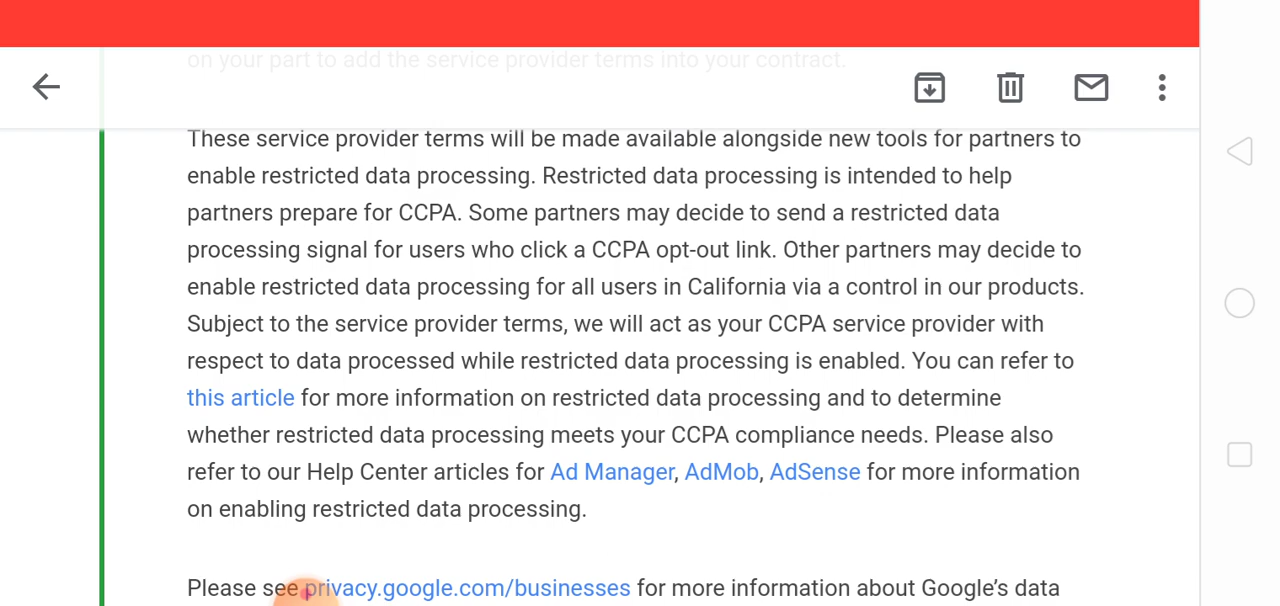 on your part to add the service provider terms into your contract.
These service provider terms will be made available alongside new tools for partners to
enable restricted data processing. Restricted data processing is intended to help
partners prepare for CCPA. Some partners may decide to send a restricted data
processing signal for users who click a CCPA opt-out link. Other partners may decide to
enable restricted data processing for all users in California via a control in our products.
Subject to the service provider terms, we will act as your CCPA service provider with
respect to data processed while restricted data processing is enabled. You can refer to
this article for more information on restricted data processing and to determine
whether restricted data processing meets your CCPA compliance needs. Please also
refer to our Help Center articles for Ad Manager, AdMob, AdSense for more information
on enabling restricted data processing.
Please see privacy.google.com/businesses for more information about Google’s data